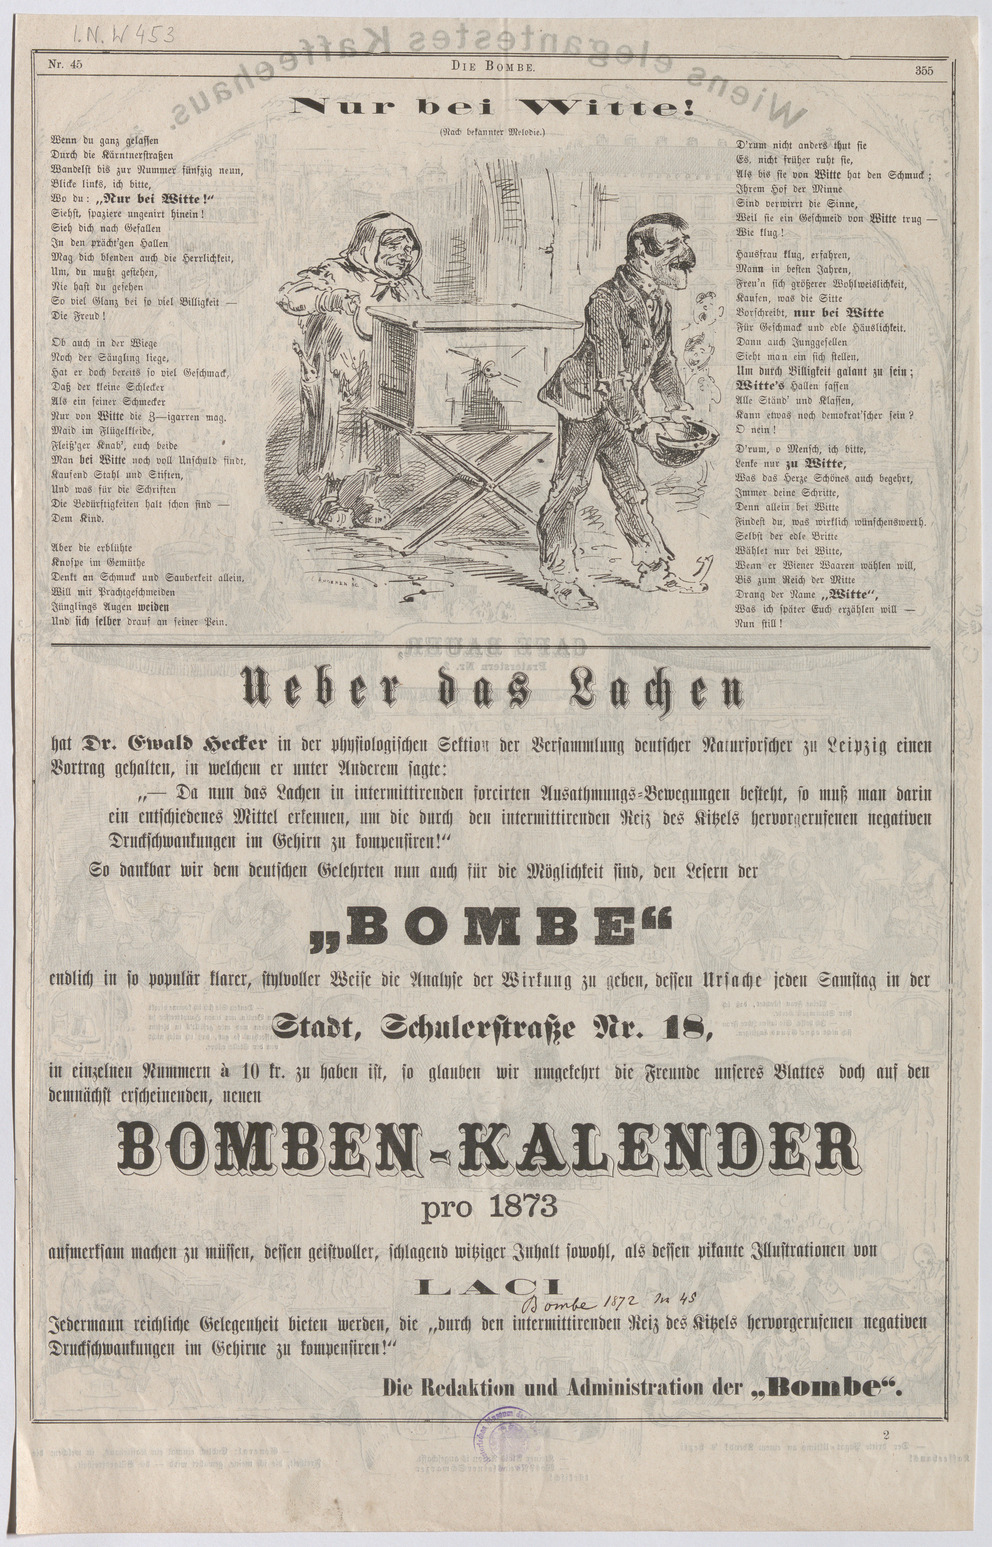 I.N. W 453
Nr. 45
Die Bombe.
355
Nur bei Witte!
(Nach bekannter Melodie.)
Wenn du ganz gelassen
Durch die Kärntnerstraßen
Wandelst bis zur Nummer fünfzig neun,
Blicke links, ich bitte,
Wo du: „Nur bei Witte!“
Siehst, spaziere ungenirt hinein!
Sieh dich nach Gefallen
In den prächt'gen Hallen
Mag dich blenden auch die Herrlichkeit,
Um, du mußt gestehen,
Nie hast du gesehen
So viel Glanz bei so viel Billigkeit —
Die Freud!
Ob auch in der Wiege
Noch der Säugling liege,
Hat er doch bereits so viel Geschmack,
Daß der kleine Schlecker
Als ein feiner Schmecker
Nur von Witte die Z—igarren mag.
Maid im Flügelkleide,
Fleiß'ger Knab', euch beide
Man bei Witte noch voll Unschuld findt,
Kaufend Stahl und Stiften,
Und was für die Schriften
Die Bedürftigkeiten halt schon find —
Dem Kind.
Aber die erblühte
Knospe im Gemüthe
Denkt an Schmuck und Sauberkeit allein,
Will mit Prachtgeschmeiden
Jünglings Augen weiden
Und sich selber drauf an seiner Pein.
D'rum nicht anders thut sie
Es, nicht früher ruht sie,
Als bis sie von Witte hat den Schmuck;
Ihrem Hof der Minne
Sind verwirrt die Sinne,
Weil sie ein Geschmeid von Witte trug —
Wie klug!
Hausfrau klug, erfahren,
Mann in besten Jahren,
Freu'n sich größerer Wohlweislichkeit,
Kaufen, was die Sitte
Vorschreibt, nur bei Witte
Für Geschmack und edle Häuslichkeit.
Dann auch Junggesellen
Sieht man ein sich stellen,
Um durch Billigkeit galant zu sein;
Witte's Hallen fassen
Alle Ständ' und Klassen,
Kann etwas noch demokrat'scher sein?
O nein!
D'rum, o Mensch, ich bitte,
Lenke nur zu Witte,
Was das Herze Schönes auch begehrt,
Immer deine Schritte,
Denn allein bei Witte
Findest du, was wirklich wünschenswerth.
Selbst der edle Britte
Wählet nur bei Witte,
Wenn er Wiener Waaren wählen will,
Bis zum Reich der Mitte
Drang der Name „Witte“,
Was ich später Euch erzählen will —
Nun still!
Ueber das Lachen
hat Dr. Ewald Hecker in der physiologischen Sektion der Versammlung deutscher Naturforscher zu Leipzig einen
Vortrag gehalten, in welchem er unter Anderem sagte:
„— Da nun das Lachen in intermittirenden forcirten Ausathmungs-Bewegungen besteht, so muß man darin
ein entschiedenes Mittel erkennen, um die durch den intermittirenden Reiz des Kitzels hervorgerufenen negativen
Druckschwankungen im Gehirn zu kompensiren!“
So dankbar wir dem deutschen Gelehrten nun auch für die Möglichkeit sind, den Lesern der
„BOMBE“
endlich in so populär klarer, stylvoller Weise die Analyse der Wirkung zu geben, dessen Ursache jeden Samstag in der
Stadt, Schulerstraße Nr. 18,
in einzelnen Nummern à 10 kr. zu haben ist, so glauben wir umgekehrt die Freunde unseres Blattes doch auf den
demnächst erscheinenden, neuen
BOMBEN-KALENDER
pro 1873
aufmerksam machen zu müssen, dessen geistvoller, schlagend witziger Inhalt sowohl, als dessen pikante Illustrationen von
LACI
Bombe 1872 Nr 45
Jedermann reichliche Gelegenheit bieten werden, die „durch den intermittirenden Reiz des Kitzels hervorgerufenen negativen
Druckschwankungen im Gehirne zu kompensiren!“
Die Redaktion und Administration der „Bombe“.
2